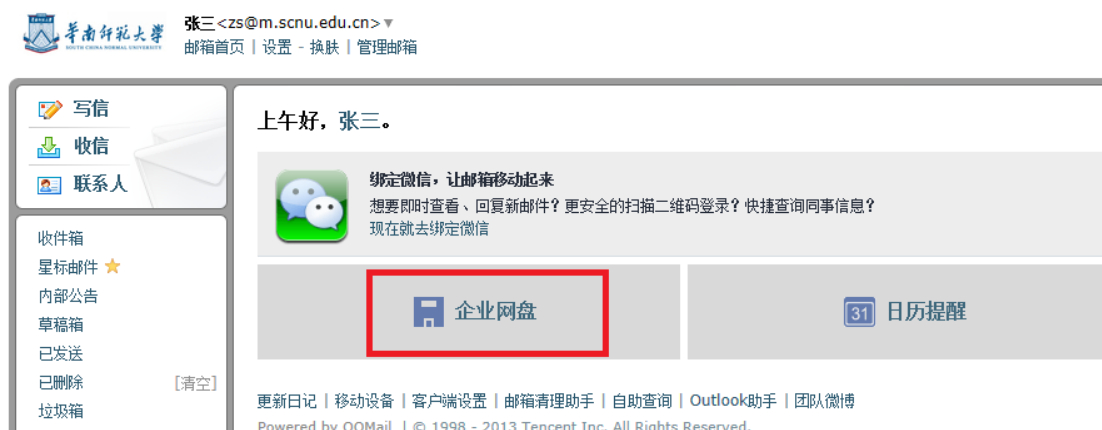 华南师范大学
SOUTH CHINA NORMAL UNIVERSITY
张三<zs@m.scnu.edu.cn>▼
邮箱首页 | 设置 - 换肤 | 管理邮箱
写信
收信
联系人
收件箱
星标邮件
内部公告
草稿箱
已发送
已删除 [清空]
垃圾箱
上午好，张三。
绑定微信，让邮箱移动起来
想要即时查看、回复新邮件？更安全的扫描二维码登录？快捷查询同事信息？
现在就去绑定微信
企业网盘
31 日历提醒
更新日记 | 移动设备 | 客户端设置 | 邮箱清理助手 | 自助查询 | Outlook助手 | 团队微博
Powered by QQMail | © 1998 - 2013 Tencent Inc. All Rights Reserved.